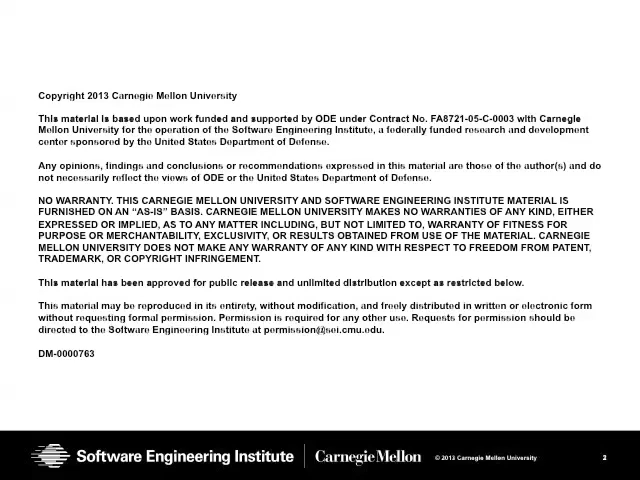 Copyright 2013 Carnegie Mellon University
This material is based upon work funded and supported by ODE under Contract No. FA8721-05-C-0003 with Carnegie
Mellon University for the operation of the Software Engineering Institute, a federally funded research and development
center sponsored by the United States Department of Defense.
Any opinions, findings and conclusions or recommendations expressed in this material are those of the author(s) and do
not necessarily reflect the views of ODE or the United States Department of Defense.
NO WARRANTY. THIS CARNEGIE MELLON UNIVERSITY AND SOFTWARE ENGINEERING INSTITUTE MATERIAL IS
FURNISHED ON AN “AS-IS” BASIS. CARNEGIE MELLON UNIVERSITY MAKES NO WARRANTIES OF ANY KIND, EITHER
EXPRESSED OR IMPLIED, AS TO ANY MATTER INCLUDING, BUT NOT LIMITED TO, WARRANTY OF FITNESS FOR
PURPOSE OR MERCHANTABILITY, EXCLUSIVITY, OR RESULTS OBTAINED FROM USE OF THE MATERIAL. CARNEGIE
MELLON UNIVERSITY DOES NOT MAKE ANY WARRANTY OF ANY KIND WITH RESPECT TO FREEDOM FROM PATENT,
TRADEMARK, OR COPYRIGHT INFRINGEMENT.
This material has been approved for public release and unlimited distribution except as restricted below.
This material may be reproduced in its entirety, without modification, and freely distributed in written or electronic form
without requesting formal permission. Permission is required for any other use. Requests for permission should be
directed to the Software Engineering Institute at permission@sei.cmu.edu.
DM-0000763
Software Engineering Institute Carnegie Mellon © 2013 Carnegie Mellon University 2